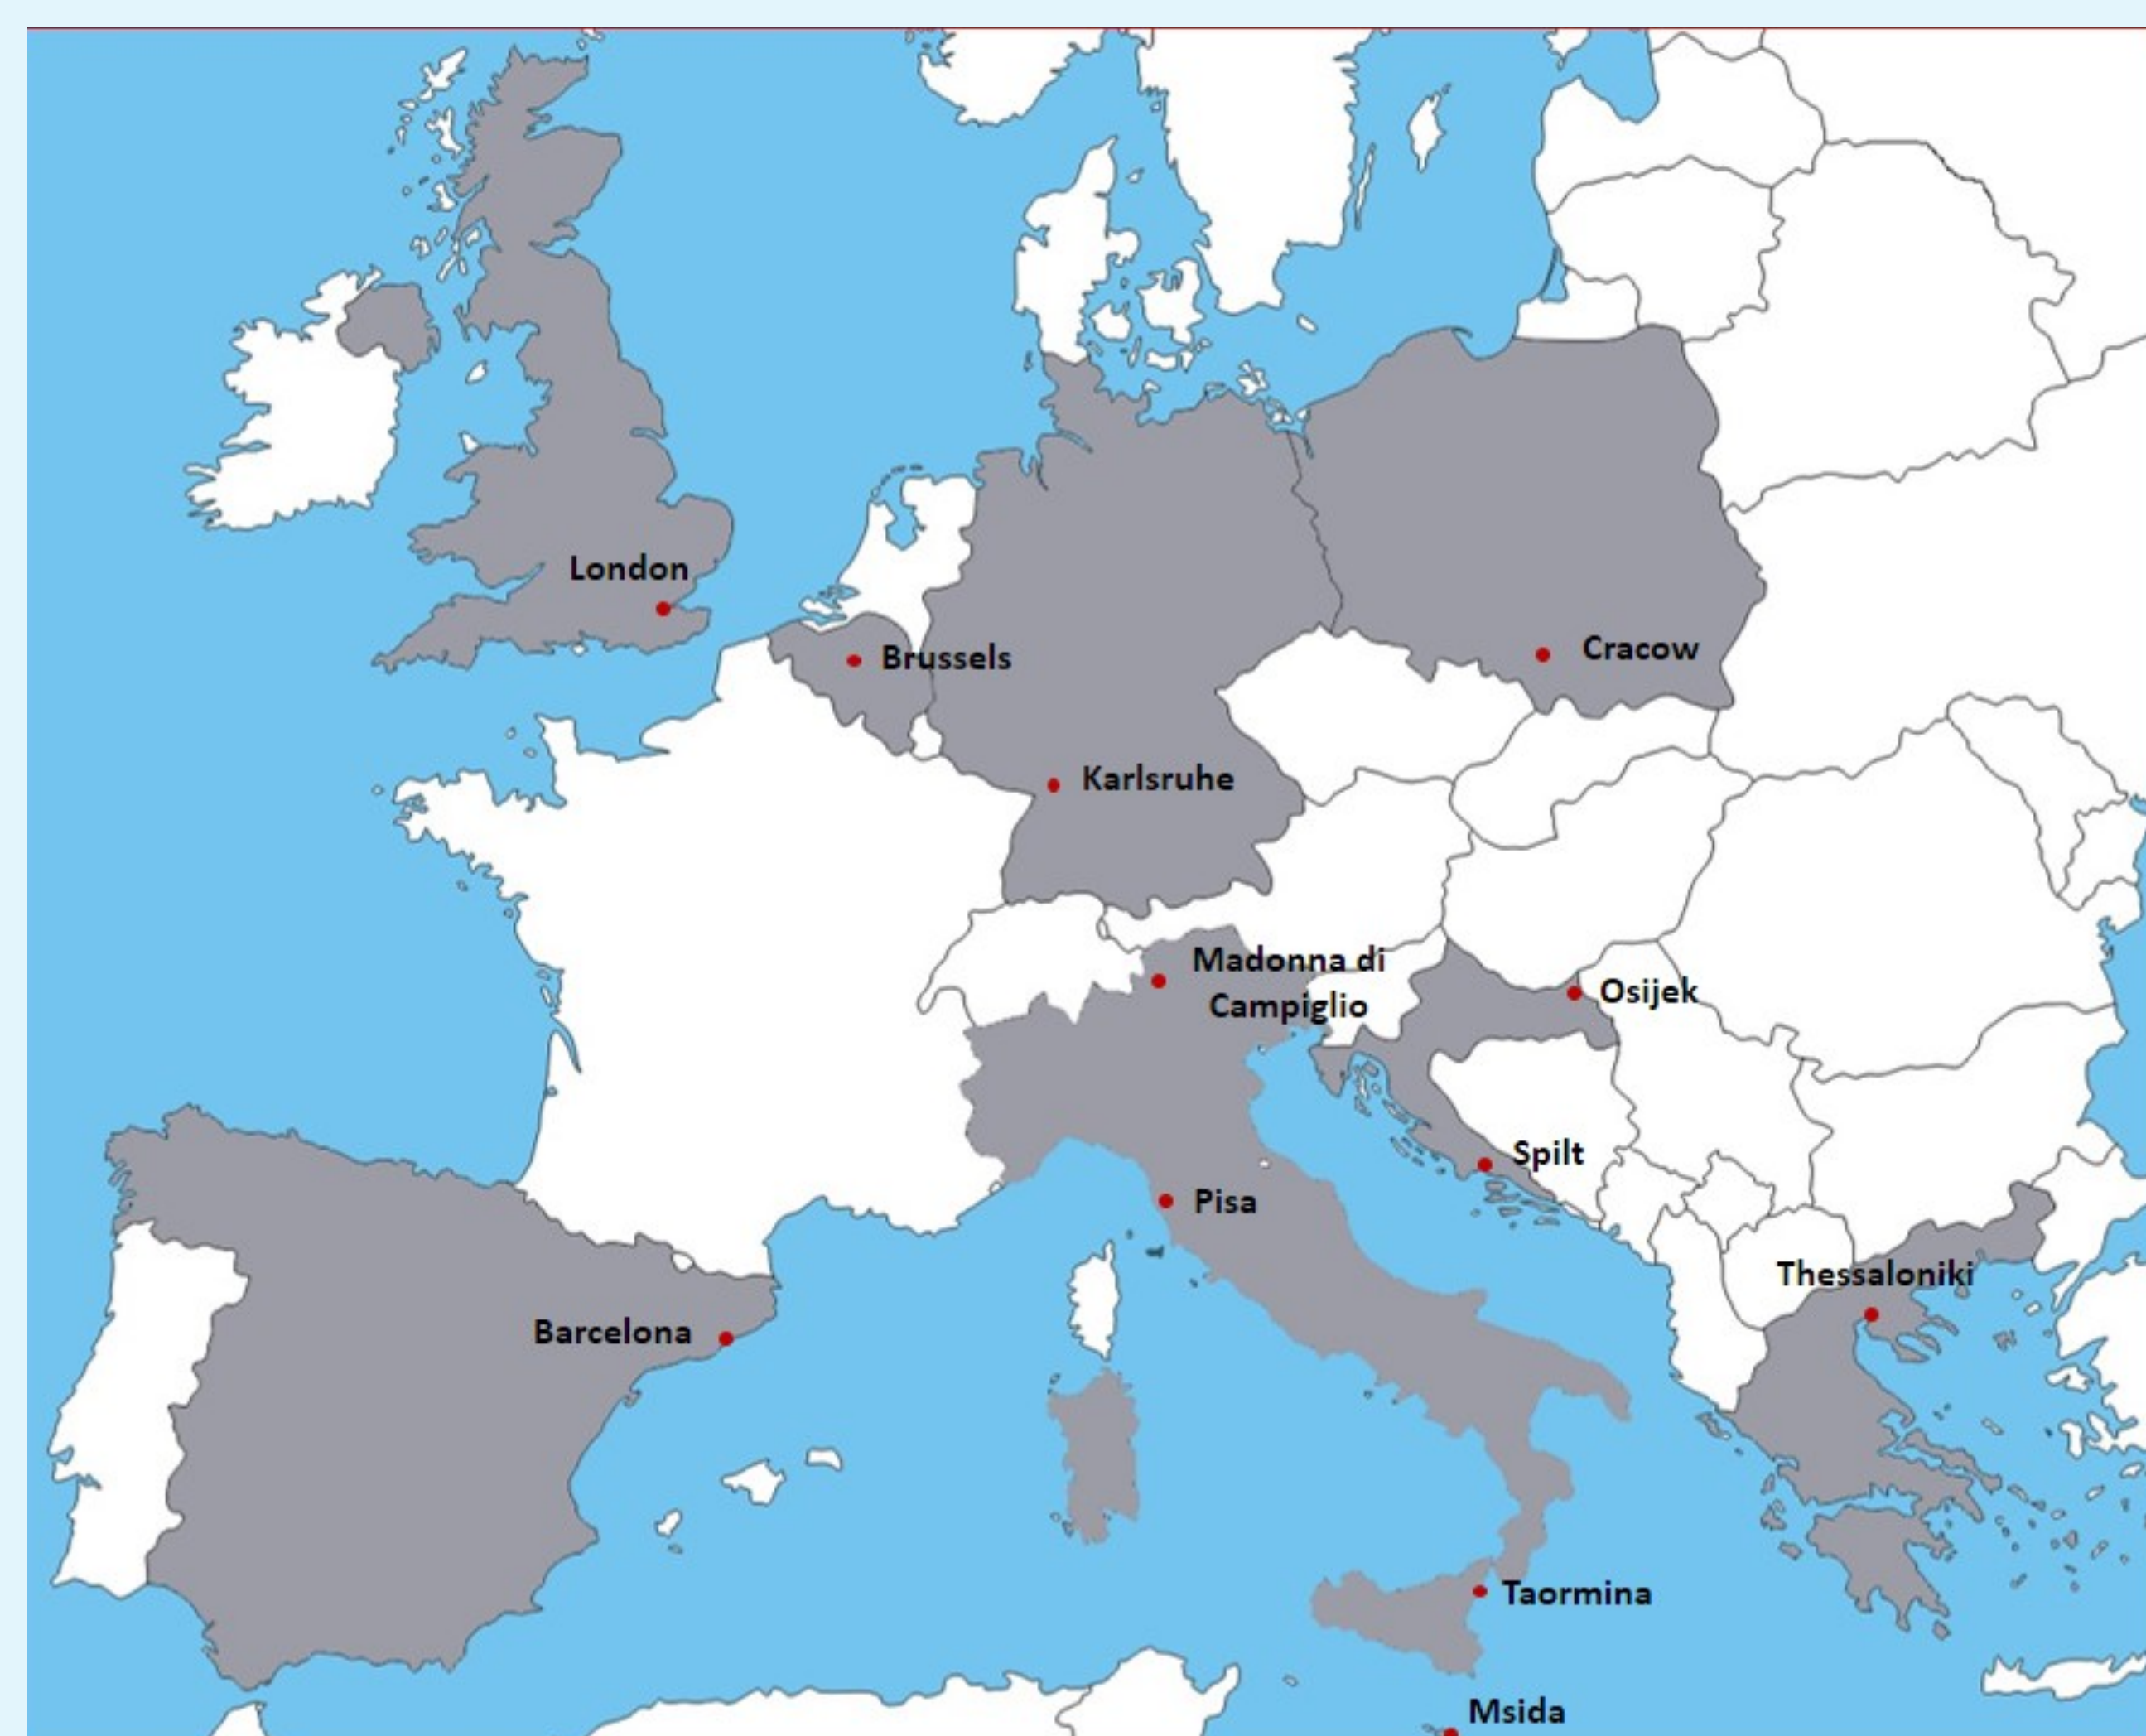 London
Brussels
Cracow
Karlsruhe
Madonna di
Campiglio
Osijek
Spilt
Pisa
Thessaloniki
Barcelona
Taormina
Msida